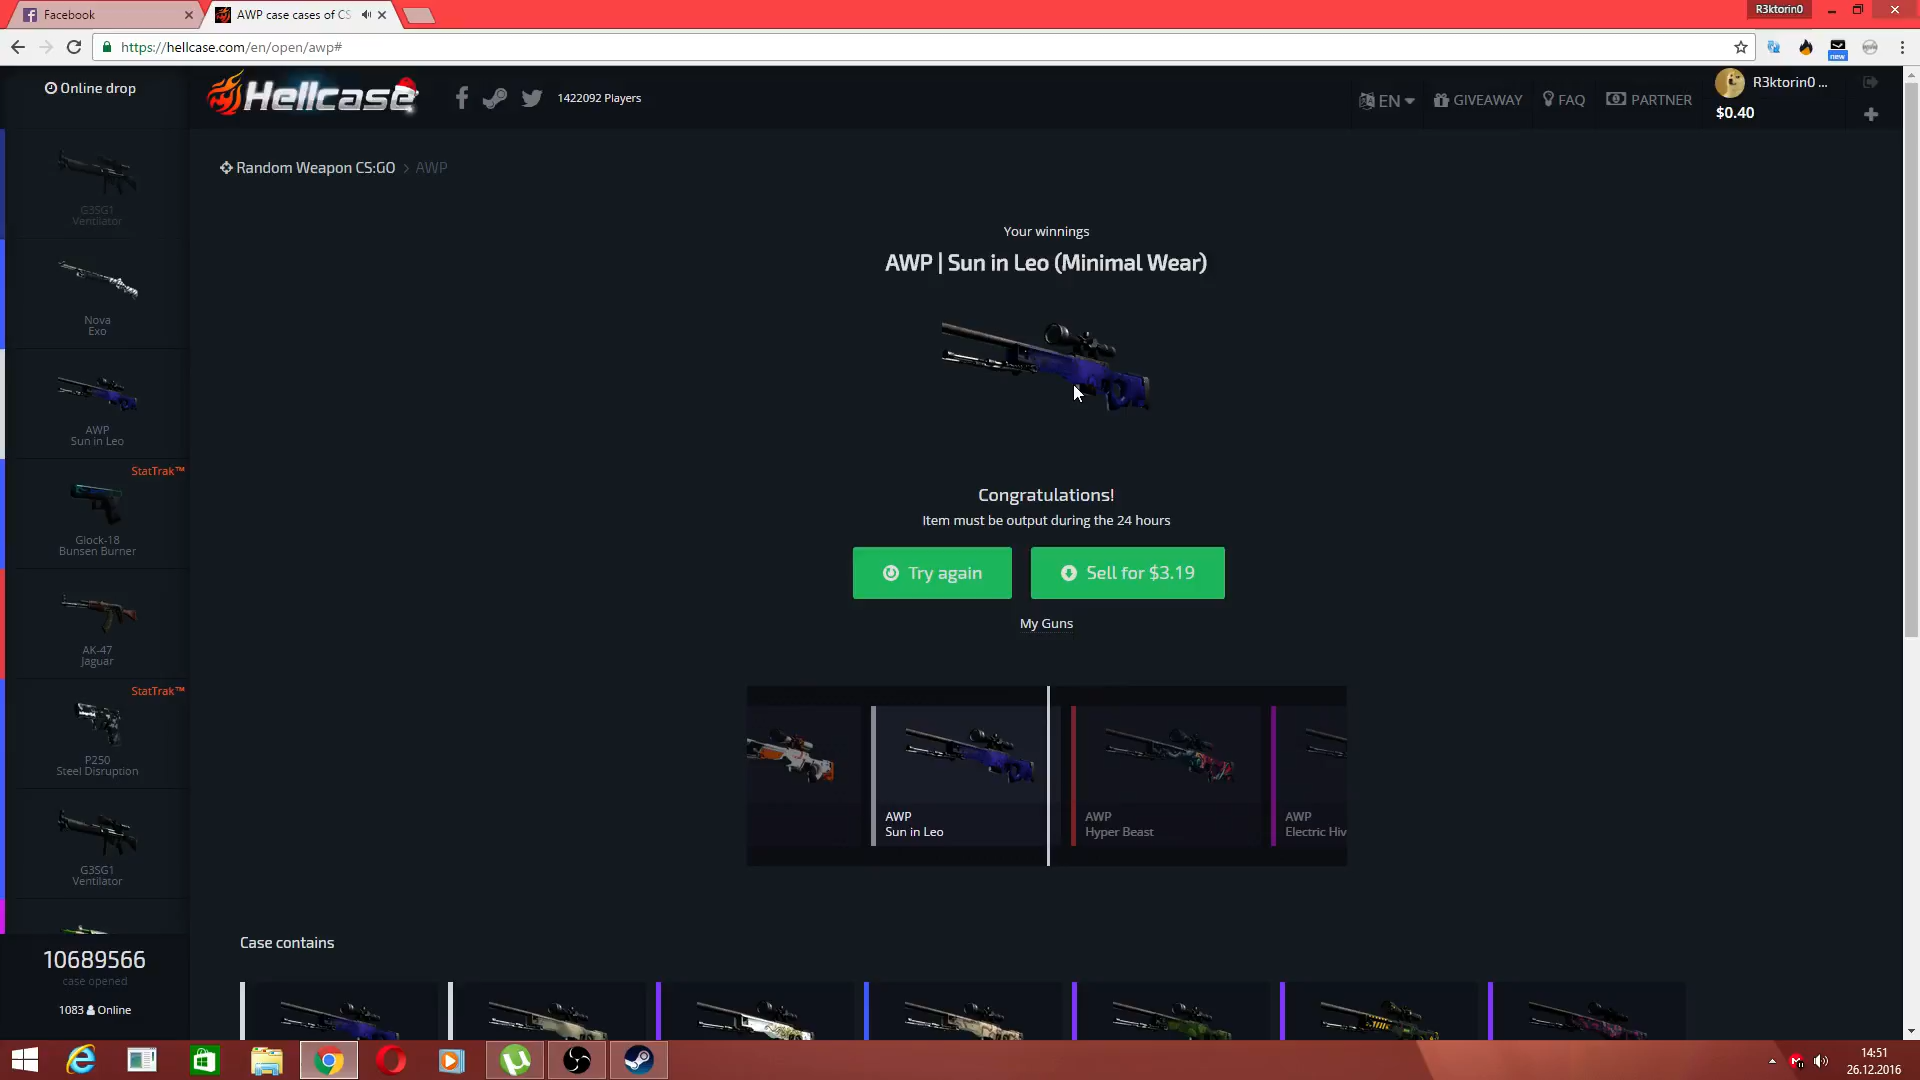 Facebook
AWP case cases of CS
R3ktorin0
https://hellcase.com/en/open/awp#
new
Online drop
Hellcase
1422092 Players
EN
GIVEAWAY
FAQ
PARTNER
R3ktorin0 ...
$0.40
Random Weapon CS:GO > AWP
G3SG1
Ventilator
Nova
Exo
AWP
Sun in Leo
StatTrak™
Glock-18
Bunsen Burner
AK-47
Jaguar
StatTrak™
P250
Steel Disruption
G3SG1
Ventilator
10689566
case opened
1083 Online
Your winnings
AWP | Sun in Leo (Minimal Wear)
Congratulations!
Item must be output during the 24 hours
Try again
Sell for $3.19
My Guns
AWP
Sun in Leo
AWP
Hyper Beast
AWP
Electric Hiv
Case contains
14:51
26.12.2016